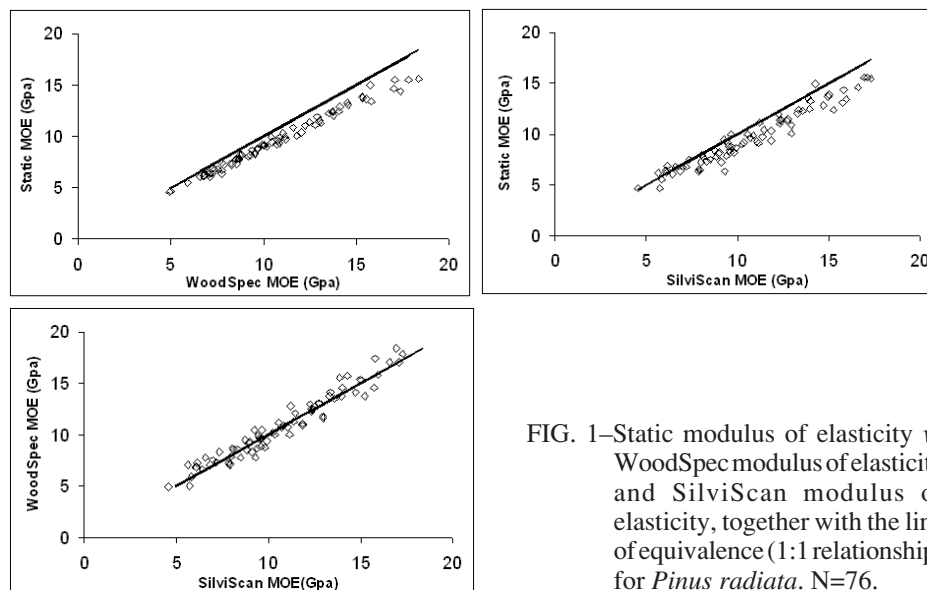 20
15
10
5
0
Static MOE (Gpa)
0 5 10 15 20
WoodSpec MOE (Gpa)
20
15
10
5
0
Static MOE (Gpa)
0 5 10 15 20
SilviScan MOE (Gpa)
20
15
10
5
0
WoodSpec MOE (Gpa)
0 5 10 15 20
SilviScan MOE(Gpa)
FIG. 1–Static modulus of elasticity
WoodSpec modulus of elasticity
and SilviScan modulus
elasticity, together with the
of equivalence (1:1 relationship
for Pinus radiata. N=76.